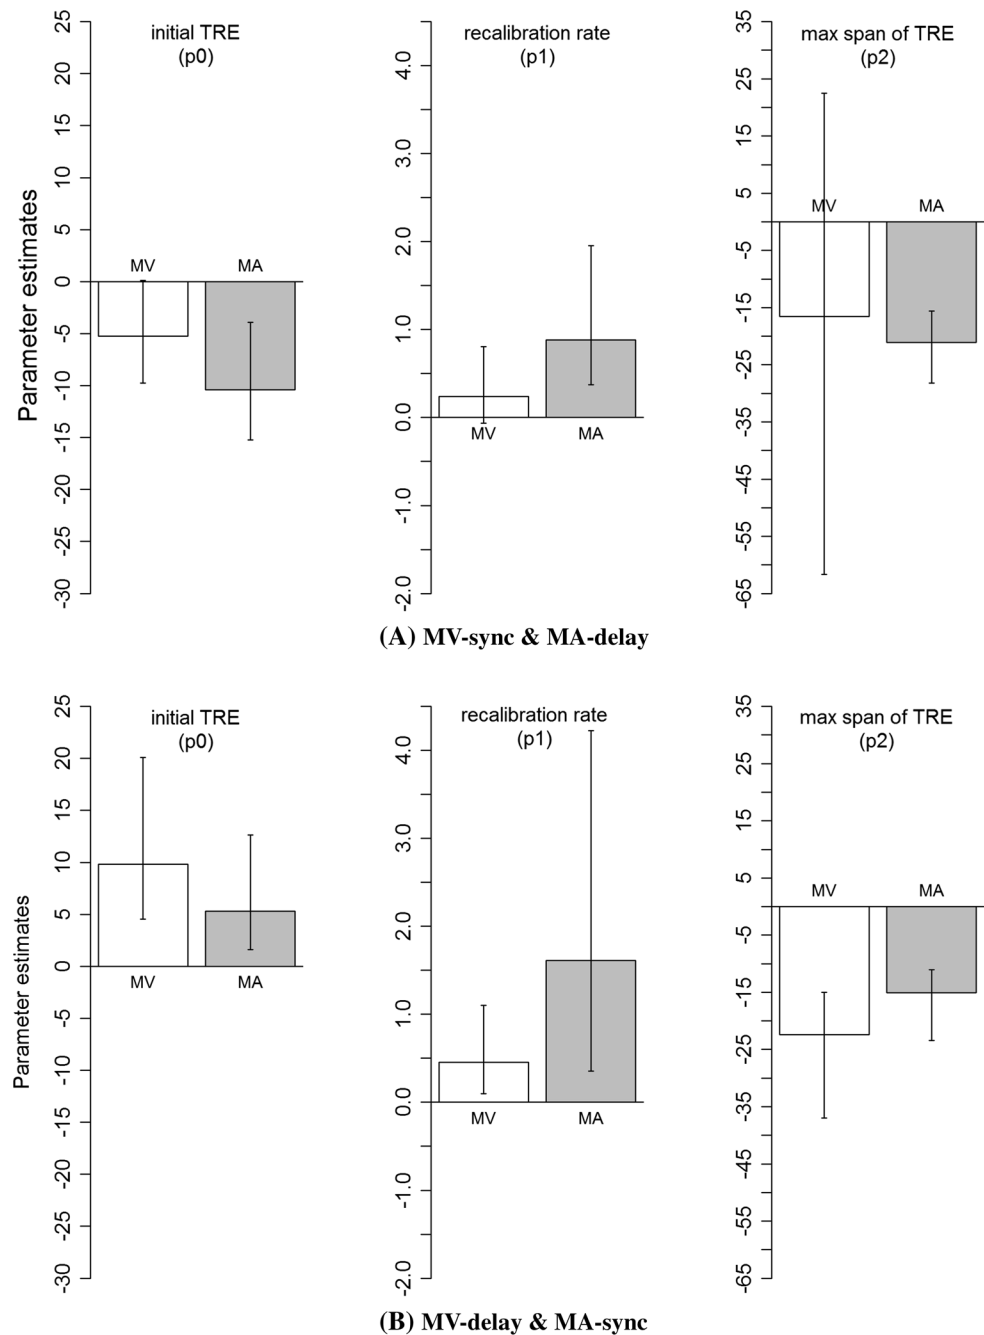 initial TRE
(p0)
Parameter estimates
25
20
15
10
5
0
-5
-10
-15
-20
-25
-30
MV MA
recalibration rate
(p1)
4.0
3.0
2.0
1.0
0.0
-1.0
-2.0
MV MA
max span of TRE
(p2)
35
25
15
5
-5
-15
-25
-35
-45
-55
-65
MV MA
(A) MV-sync & MA-delay
initial TRE
(p0)
Parameter estimates
25
20
15
10
5
0
-5
-10
-15
-20
-25
-30
MV MA
recalibration rate
(p1)
4.0
3.0
2.0
1.0
0.0
-1.0
-2.0
MV MA
max span of TRE
(p2)
35
25
15
5
-5
-15
-25
-35
-45
-55
-65
MV MA
(B) MV-delay & MA-sync